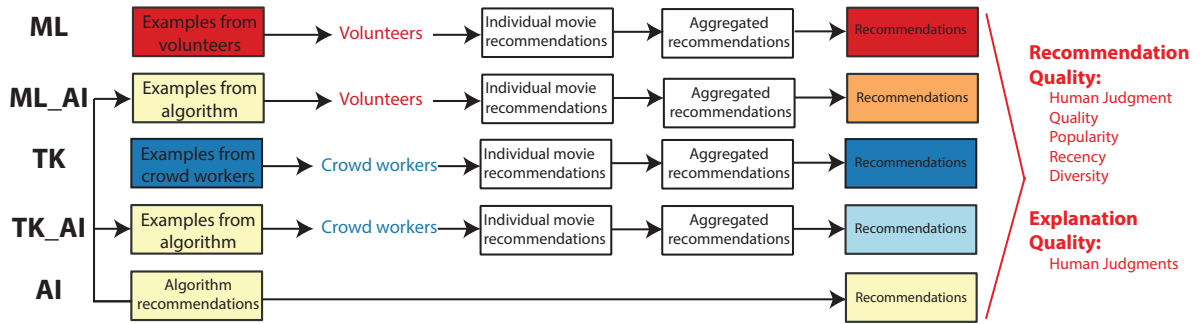 ML
Examples from
volunteers
Volunteers
Individual movie
recommendations
Aggregated
recommendations
Recommendations
ML_AI
Examples from
algorithm
Volunteers
Individual movie
recommendations
Aggregated
recommendations
Recommendations
TK
Examples from
crowd workers
Crowd workers
Individual movie
recommendations
Aggregated
recommendations
Recommendations
TK_AI
Examples from
algorithm
Crowd workers
Individual movie
recommendations
Aggregated
recommendations
Recommendations
AI
Algorithm
recommendations
Recommendations
Recommendation
Quality:
Human Judgment
Quality
Popularity
Recency
Diversity
Explanation
Quality:
Human Judgments